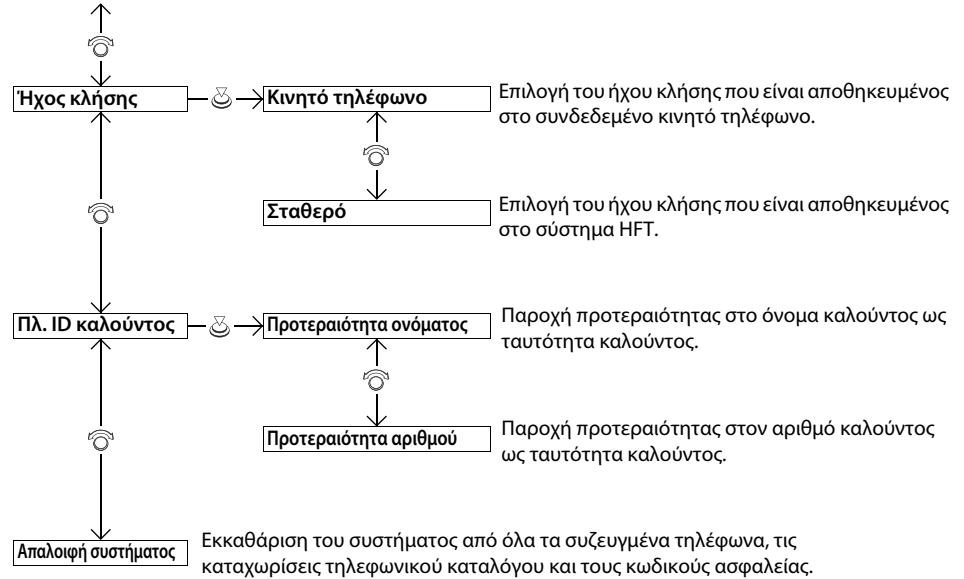 Ήχος κλήσης
Κινητό τηλέφωνο
Επιλογή του ήχου κλήσης που είναι αποθηκευμένος
στο συνδεδεμένο κινητό τηλέφωνο.
Σταθερό
Επιλογή του ήχου κλήσης που είναι αποθηκευμένος
στο σύστημα HFT.
Πλ. ID καλούντος
Προτεραιότητα ονόματος
Παροχή προτεραιότητας στο όνομα καλούντος ως
ταυτότητα καλούντος.
Προτεραιότητα αριθμού
Παροχή προτεραιότητας στον αριθμό καλούντος
ως ταυτότητα καλούντος.
Απαλοιφή συστήματος
Εκκαθάριση του συστήματος από όλα τα συζευγμένα τηλέφωνα, τις
καταχωρίσεις τηλεφωνικού καταλόγου και τους κωδικούς ασφαλείας.